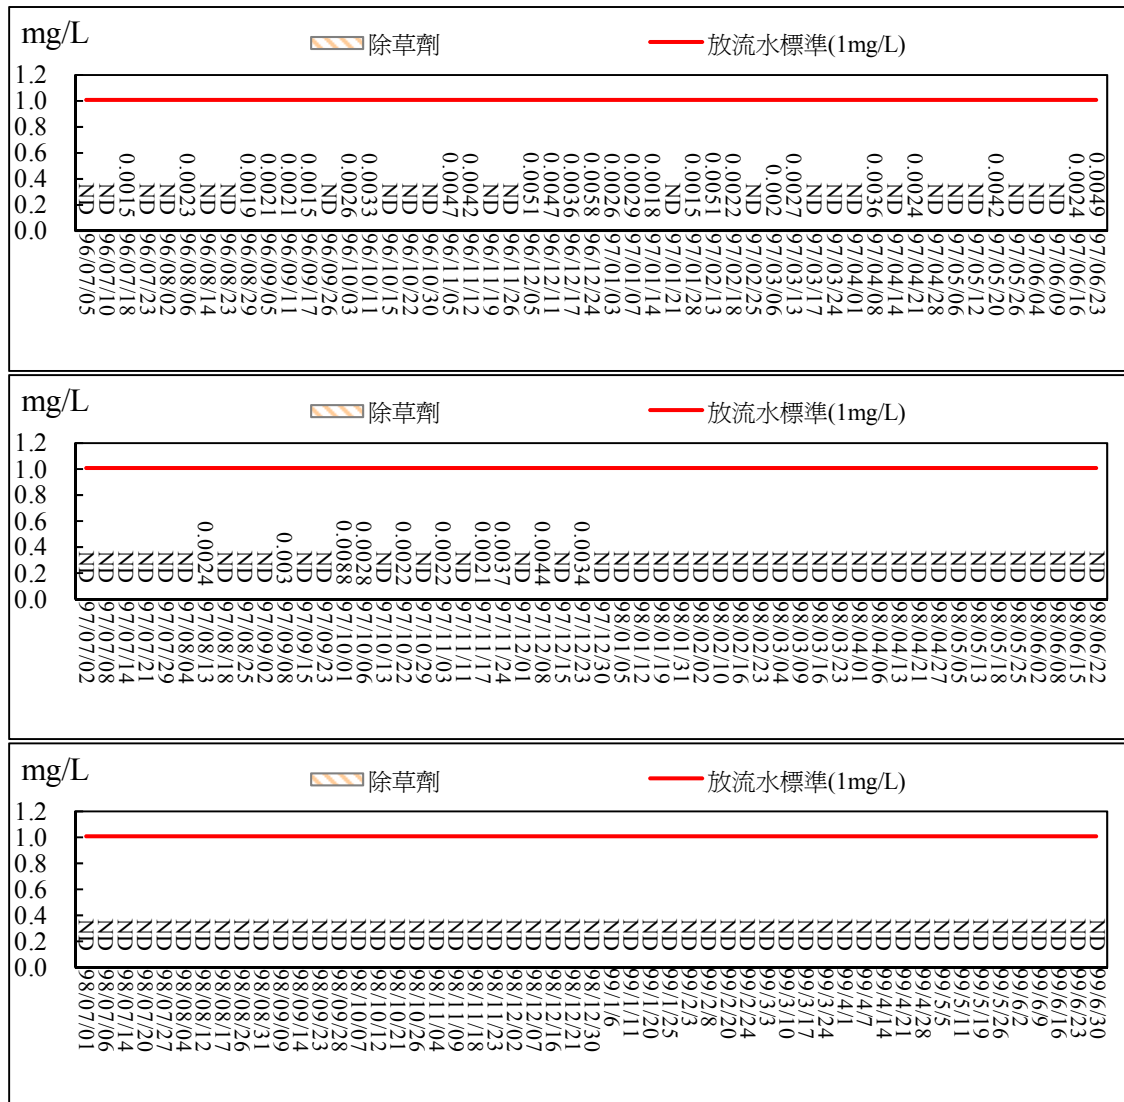 mg/L
除草劑 放流水標準(1mg/L)
1.2
1.0
0.8
0.6
0.4
0.2
0.0
ND ND 0.0015 ND ND 0.0023 ND ND 0.0019 0.0021 0.0021 0.0015 ND 0.0026 0.0033 ND ND ND 0.0047 0.0042 ND ND 0.0051 0.0047 0.0036 0.0058 0.0026 0.0029 0.0018 ND 0.0015 0.0051 0.0022 ND 0.002 0.0027 ND ND ND 0.0036 ND 0.0024 ND ND ND 0.0042 ND ND ND 0.0024 0.0049
96/07/05 96/07/10 96/07/18 96/07/23 96/08/02 96/08/06 96/08/14 96/08/23 96/08/29 96/09/05 96/09/11 96/09/17 96/09/26 96/10/03 96/10/11 96/10/15 96/10/22 96/10/30 96/11/05 96/11/12 96/11/19 96/11/26 96/12/05 96/12/11 96/12/17 96/12/24 97/01/03 97/01/07 97/01/14 97/01/21 97/01/28 97/02/13 97/02/18 97/02/25 97/03/06 97/03/13 97/03/17 97/03/24 97/04/01 97/04/08 97/04/14 97/04/21 97/04/28 97/05/06 97/05/12 97/05/20 97/05/26 97/06/04 97/06/09 97/06/16 97/06/23
mg/L
除草劑 放流水標準(1mg/L)
1.2
1.0
0.8
0.6
0.4
0.2
0.0
ND ND ND ND ND ND 0.0024 ND ND ND 0.003 ND ND 0.0088 0.0028 ND 0.0022 ND 0.0022 ND 0.0021 0.0037 ND 0.0044 ND 0.0034 ND ND ND ND ND ND ND ND ND ND ND ND ND ND ND ND ND ND ND ND ND ND ND ND ND ND
97/07/02 97/07/08 97/07/14 97/07/21 97/07/29 97/08/04 97/08/13 97/08/18 97/08/25 97/09/02 97/09/08 97/09/15 97/09/23 97/10/01 97/10/06 97/10/13 97/10/22 97/10/29 97/11/03 97/11/11 97/11/17 97/11/24 97/12/01 97/12/08 97/12/15 97/12/23 97/12/30 98/01/05 98/01/12 98/01/19 98/01/31 98/02/02 98/02/10 98/02/16 98/02/23 98/03/04 98/03/09 98/03/16 98/03/23 98/04/01 98/04/06 98/04/13 98/04/21 98/04/27 98/05/05 98/05/13 98/05/18 98/05/25 98/06/02 98/06/08 98/06/15 98/06/22
mg/L
除草劑 放流水標準(1mg/L)
1.2
1.0
0.8
0.6
0.4
0.2
0.0
ND ND ND ND ND ND ND ND ND ND ND ND ND ND ND ND ND ND ND ND ND ND ND ND ND ND ND ND ND ND ND ND ND ND ND ND ND ND ND ND ND ND ND ND ND ND ND ND ND ND ND ND ND
98/07/01 98/07/06 98/07/14 98/07/20 98/07/27 98/08/04 98/08/12 98/08/17 98/08/26 98/08/31 98/09/09 98/09/14 98/09/23 98/09/28 98/10/07 98/10/12 98/10/21 98/10/26 98/11/04 98/11/09 98/11/18 98/11/23 98/12/02 98/12/07 98/12/16 98/12/21 98/12/30 99/1/6 99/1/11 99/1/20 99/1/25 99/2/3 99/2/8 99/2/20 99/2/24 99/3/3 99/3/10 99/3/17 99/3/24 99/4/1 99/4/7 99/4/14 99/4/21 99/4/28 99/5/5 99/5/11 99/5/19 99/5/26 99/6/2 99/6/9 99/6/16 99/6/23 99/6/30